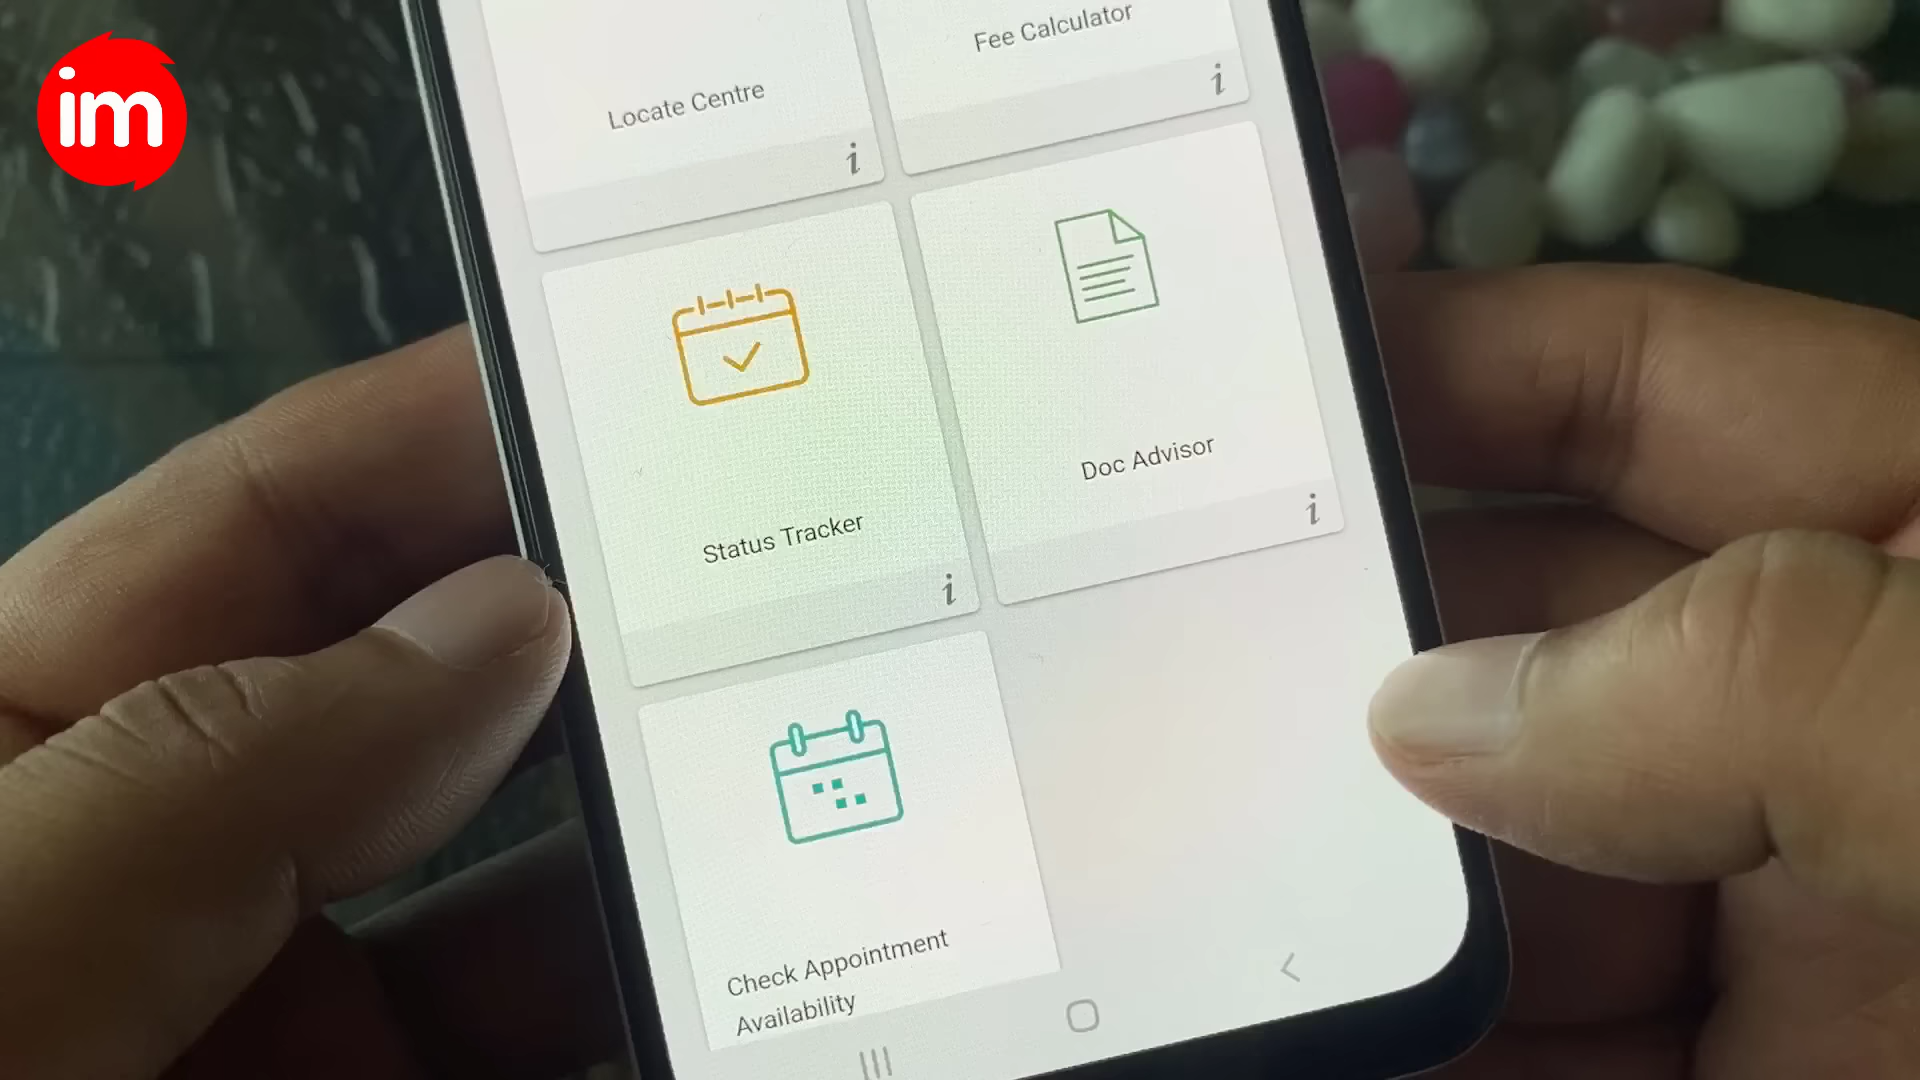 im
Fee Calculator
i
Locate Centre
i
Doc Advisor
i
Status Tracker
i
Check Appointment
Availability